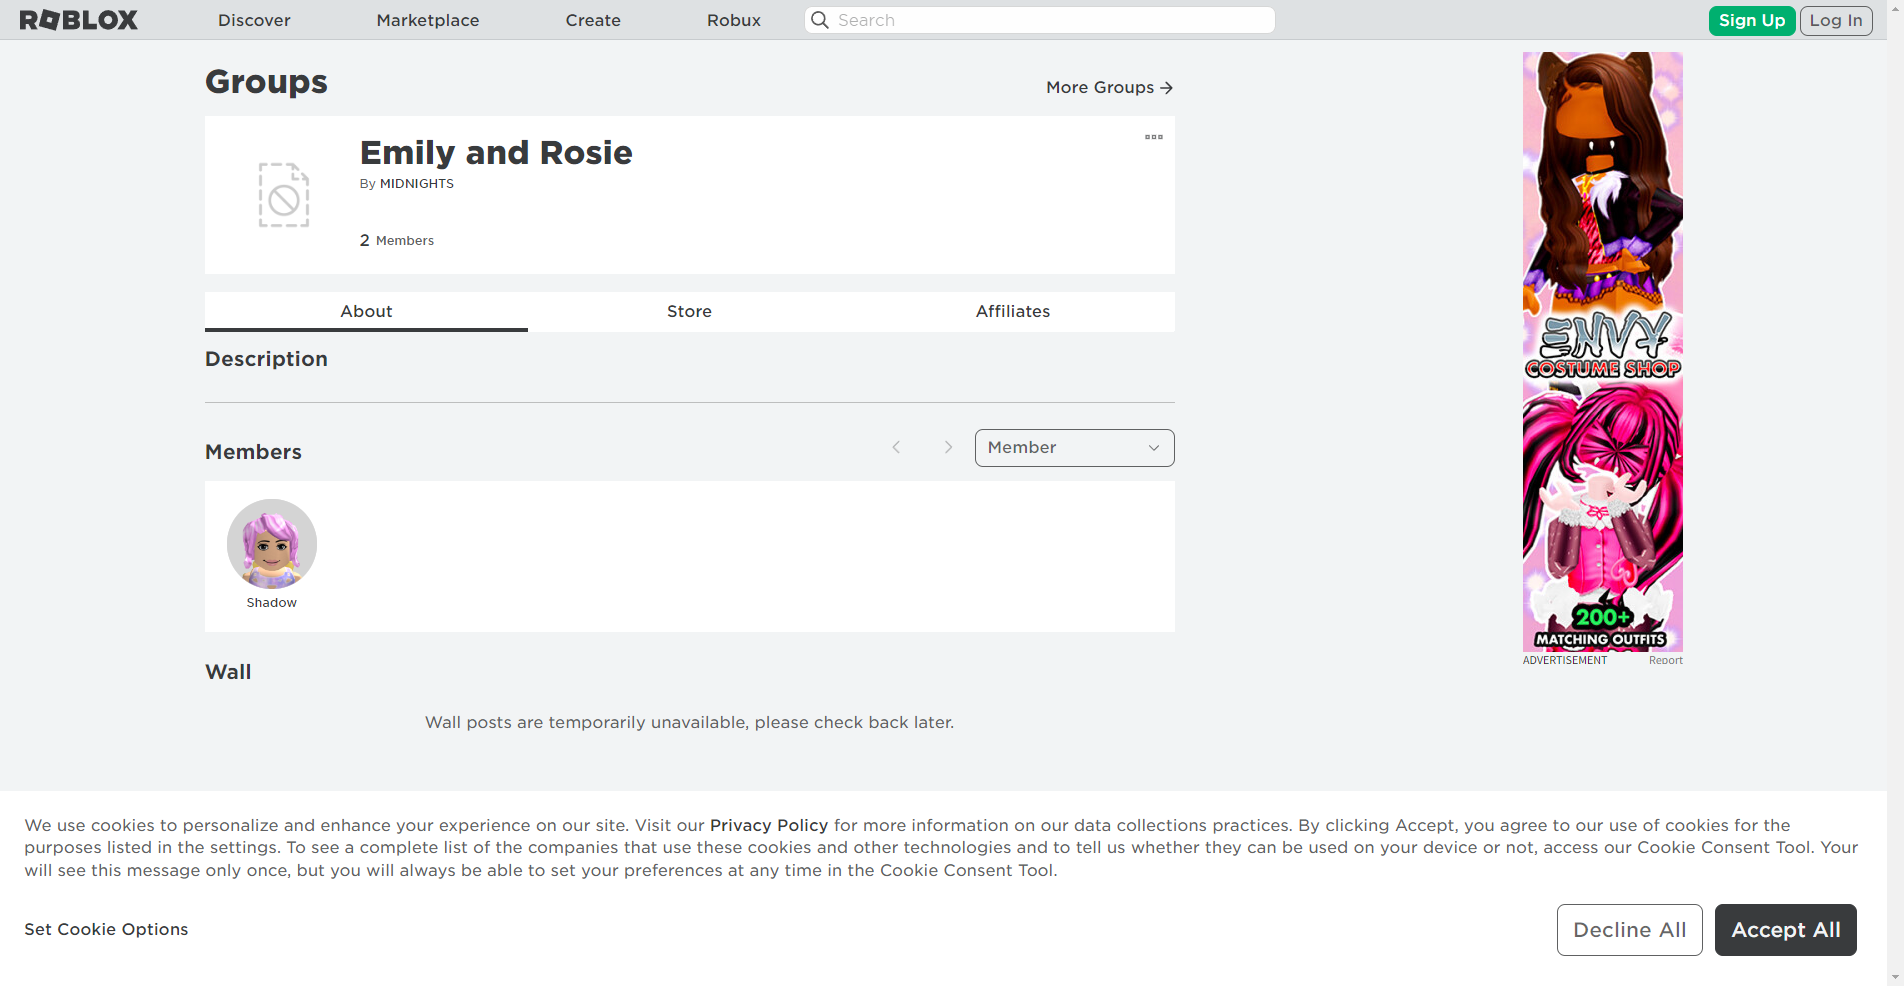 ROBLOX
Discover
Marketplace
Create
Robux
Search
Sign Up
Log In
Groups
More Groups
Emily and Rosie
By MIDNIGHTS
2 Members
About
Store
Affiliates
Description
Members
Member
Shadow
Wall
Wall posts are temporarily unavailable, please check back later.
ENVY
COSTUME SHOP
200+
MATCHING OUTFITS
ADVERTISEMENT
Report
We use cookies to personalize and enhance your experience on our site. Visit our Privacy Policy for more information on our data collections practices. By clicking Accept, you agree to our use of cookies for the
purposes listed in the settings. To see a complete list of the companies that use these cookies and other technologies and to tell us whether they can be used on your device or not, access our Cookie Consent Tool. Your
will see this message only once, but you will always be able to set your preferences at any time in the Cookie Consent Tool.
Set Cookie Options
Decline All
Accept All